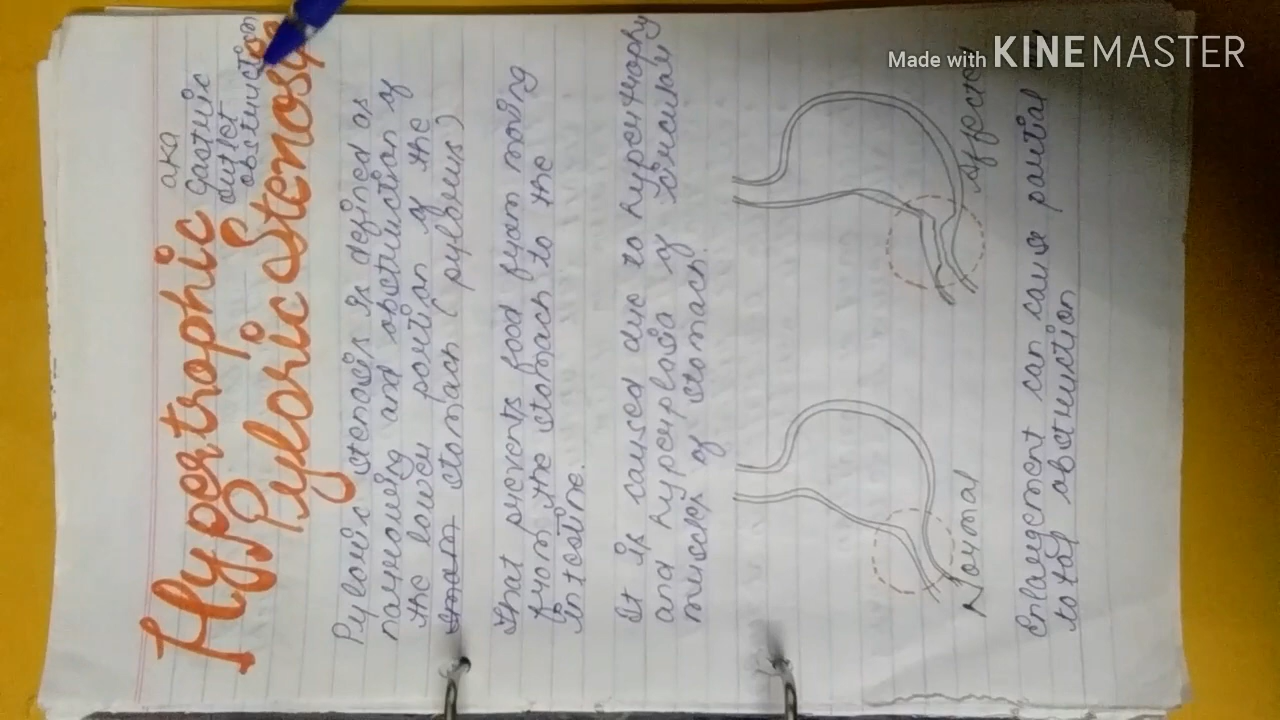 Made with KINEMASTER
Hypertrophic
Pyloric Stenosis
aka
Gastric
outlet
obstruction
Pyloric stenosis is defined as
narrowing and obstruction of
the lower portion of the
stomach (pylorus)
that prevents food from moving
from the stomach to the
intestine.
It is caused due to hypertrophy
and hyperplasia of circular
muscles of stomach.
Normal
Affected
Enlargement can cause partial
to total obstruction